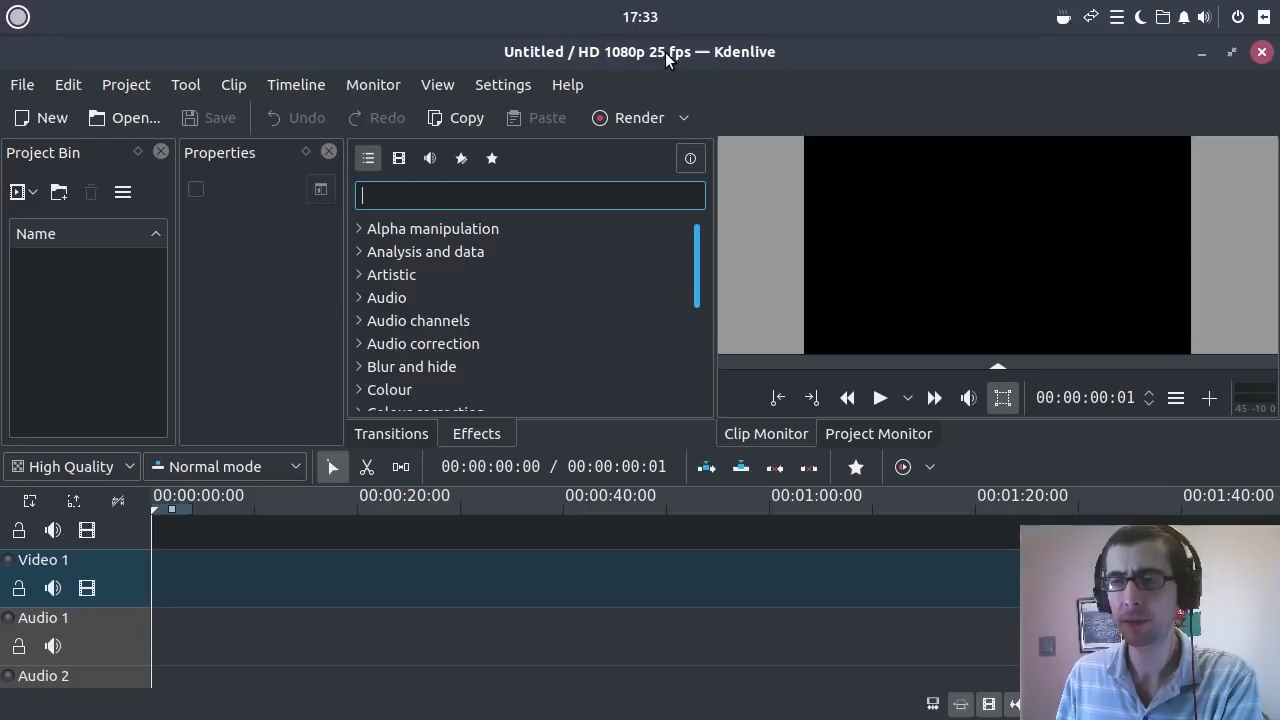 17:33
Untitled / HD 1080p 25 fps — Kdenlive
File Edit Project Tool Clip Timeline Monitor View Settings Help
New Open... Save Undo Redo Copy Paste Render
Project Bin
Properties
Name
Alpha manipulation
Analysis and data
Artistic
Audio
Audio channels
Audio correction
Blur and hide
Colour
Colour correction
00:00:00:01
-45 -10 0
Transitions Effects
Clip Monitor Project Monitor
High Quality Normal mode 00:00:00:00 / 00:00:00:01
00:00:00:00 00:00:20:00 00:00:40:00 00:01:00:00 00:01:20:00 00:01:40:00
Video 1
Audio 1
Audio 2